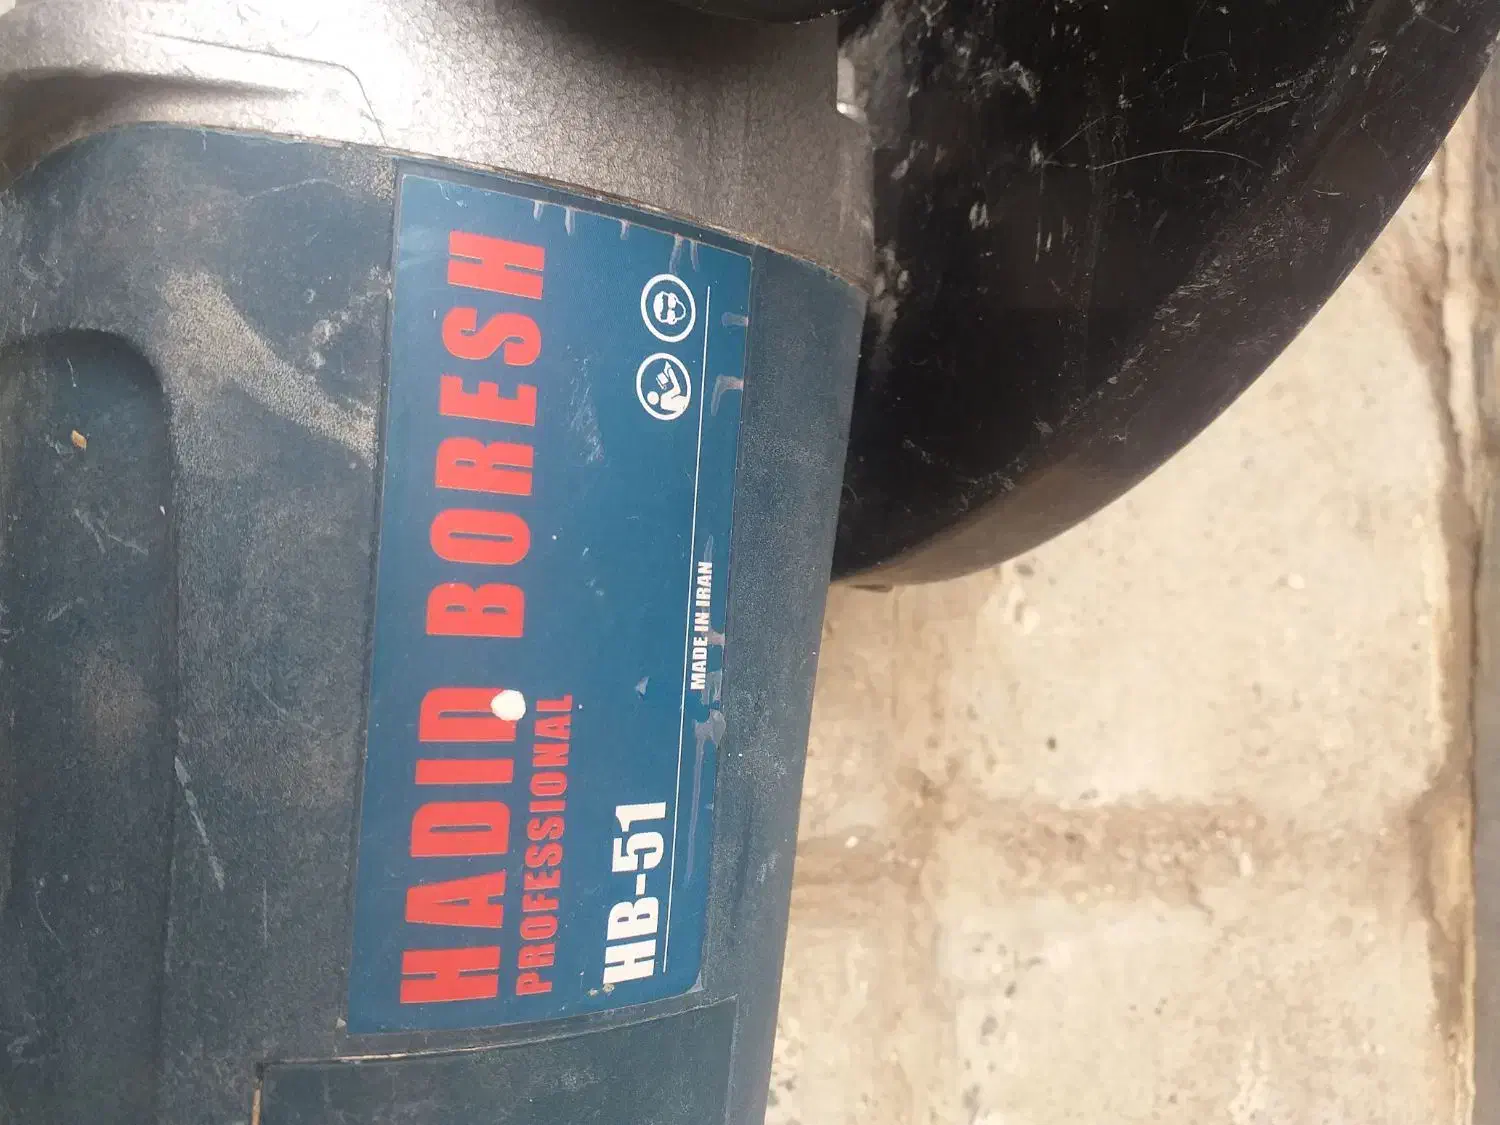 HADID BORESH
PROFESSIONAL
HB-51
MADE IN IRAN